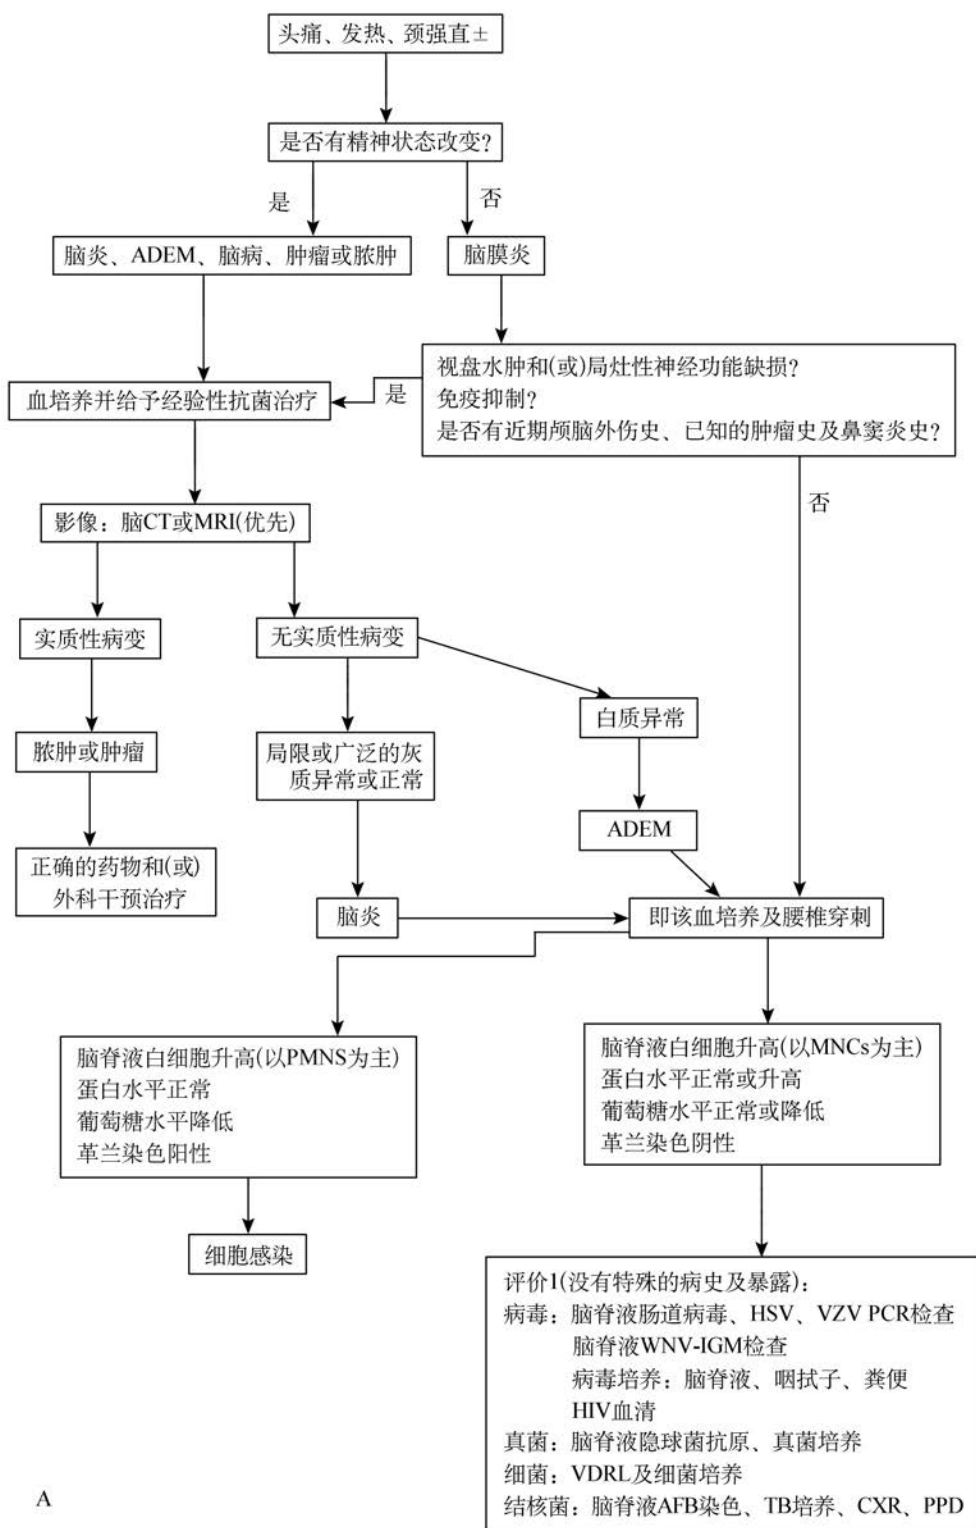 头痛、发热、颈强直±
是否有精神状态改变?
是
否
脑炎、ADEM、脑病、肿瘤或脓肿
脑膜炎
视盘水肿和(或)局灶性神经功能缺损?
免疫抑制?
是否有近期颅脑外伤史、已知的肿瘤史及鼻窦炎史?
是
血培养并给予经验性抗菌治疗
否
影像：脑CT或MRI(优先)
实质性病变
无实质性病变
白质异常
脓肿或肿瘤
局限或广泛的灰
质异常或正常
ADEM
正确的药物和(或)
外科干预治疗
脑炎
即该血培养及腰椎穿刺
脑脊液白细胞升高(以PMNS为主)
蛋白水平正常
葡萄糖水平降低
革兰染色阳性
脑脊液白细胞升高(以MNCs为主)
蛋白水平正常或升高
葡萄糖水平正常或降低
革兰染色阴性
细胞感染
评价1(没有特殊的病史及暴露)：
病毒：脑脊液肠道病毒、HSV、VZV PCR检查
脑脊液WNV-IGM检查
病毒培养：脑脊液、咽拭子、粪便
HIV血清
真菌：脑脊液隐球菌抗原、真菌培养
细菌：VDRL及细菌培养
结核菌：脑脊液AFB染色、TB培养、CXR、PPD
A